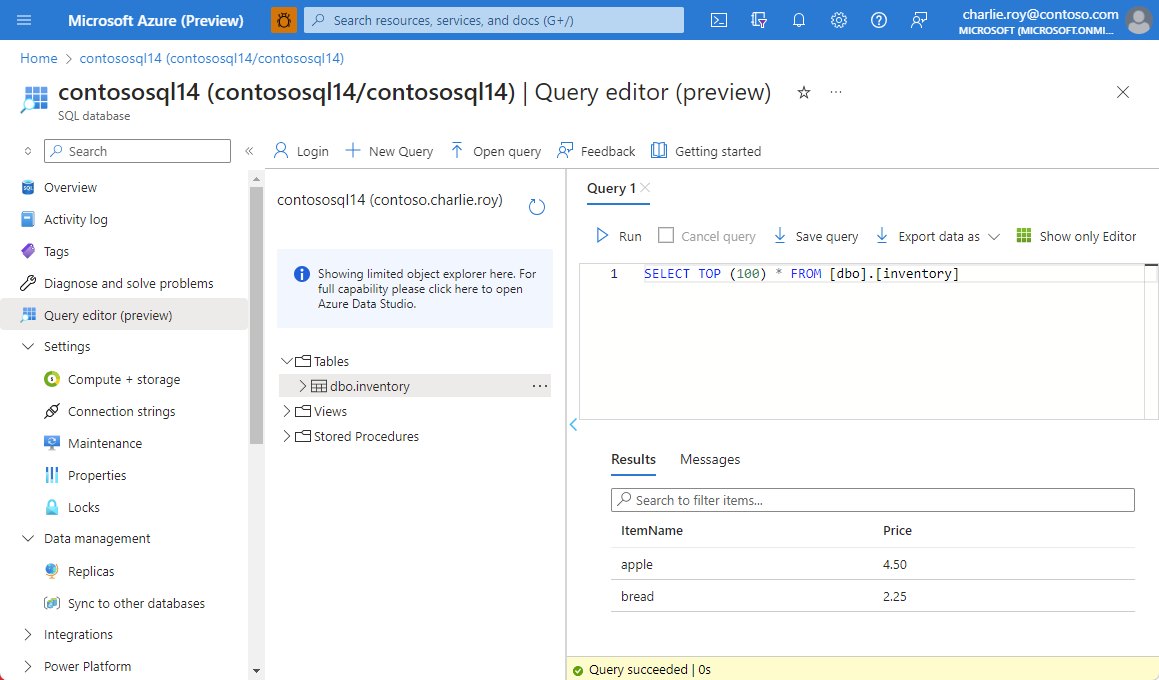 Microsoft Azure (Preview)
Search resources, services, and docs (G+/)
charlie.roy@contoso.com
MICROSOFT (MICROSOFT.ONMI...
Home > contososql14 (contososql14/contososql14)
contososql14 (contososql14/contososql14) | Query editor (preview)
SQL database
Search
Login
New Query
Open query
Feedback
Getting started
Overview
Activity log
Tags
Diagnose and solve problems
Query editor (preview)
Settings
Compute + storage
Connection strings
Maintenance
Properties
Locks
Data management
Replicas
Sync to other databases
Integrations
Power Platform
contososql14 (contoso.charlie.roy)
Showing limited object explorer here. For
full capability please click here to open
Azure Data Studio.
Tables
dbo.inventory
Views
Stored Procedures
Query 1
Run
Cancel query
Save query
Export data as
Show only Editor
1 SELECT TOP (100) * FROM [dbo].[inventory]
Results
Messages
Search to filter items...
ItemName Price
apple 4.50
bread 2.25
Query succeeded | 0s